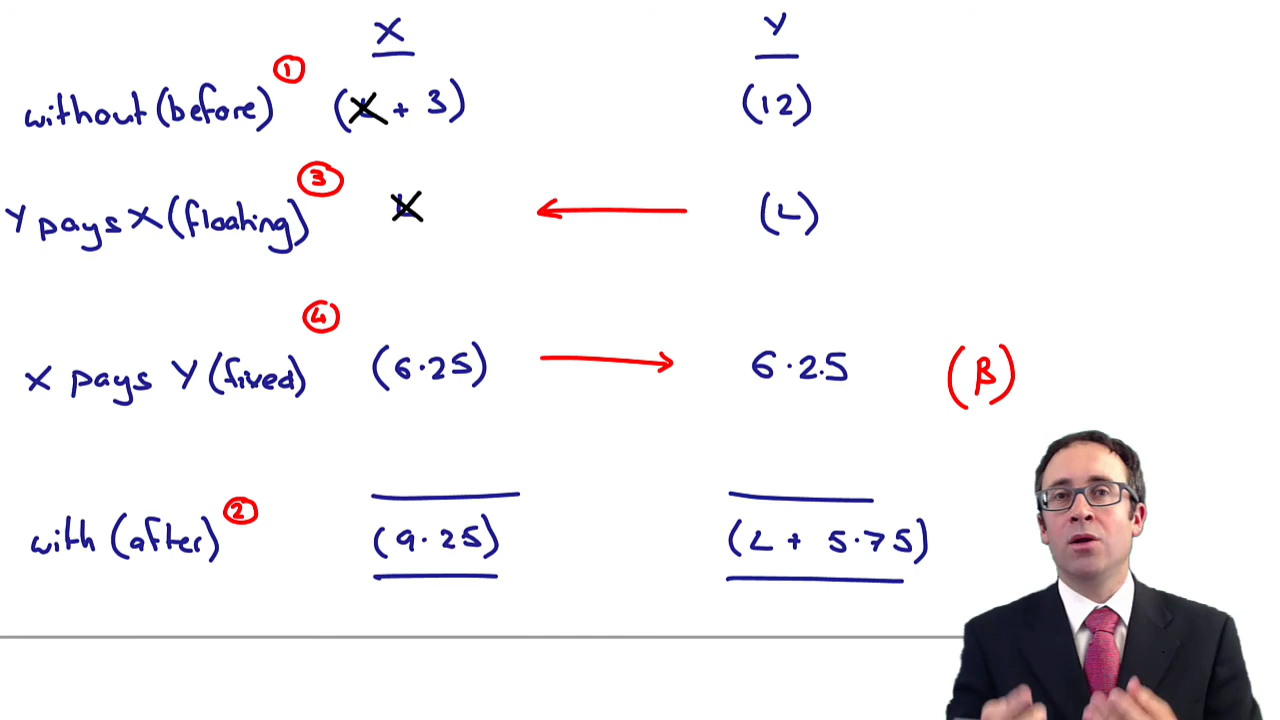 X Y
without (before) ① (L + 3) (12)
Y pays X (floating) ③ L (L)
X pays Y (fixed) ④ (6.25) 6.25 (B)
with (after) ② (9.25) (L + 5.75)